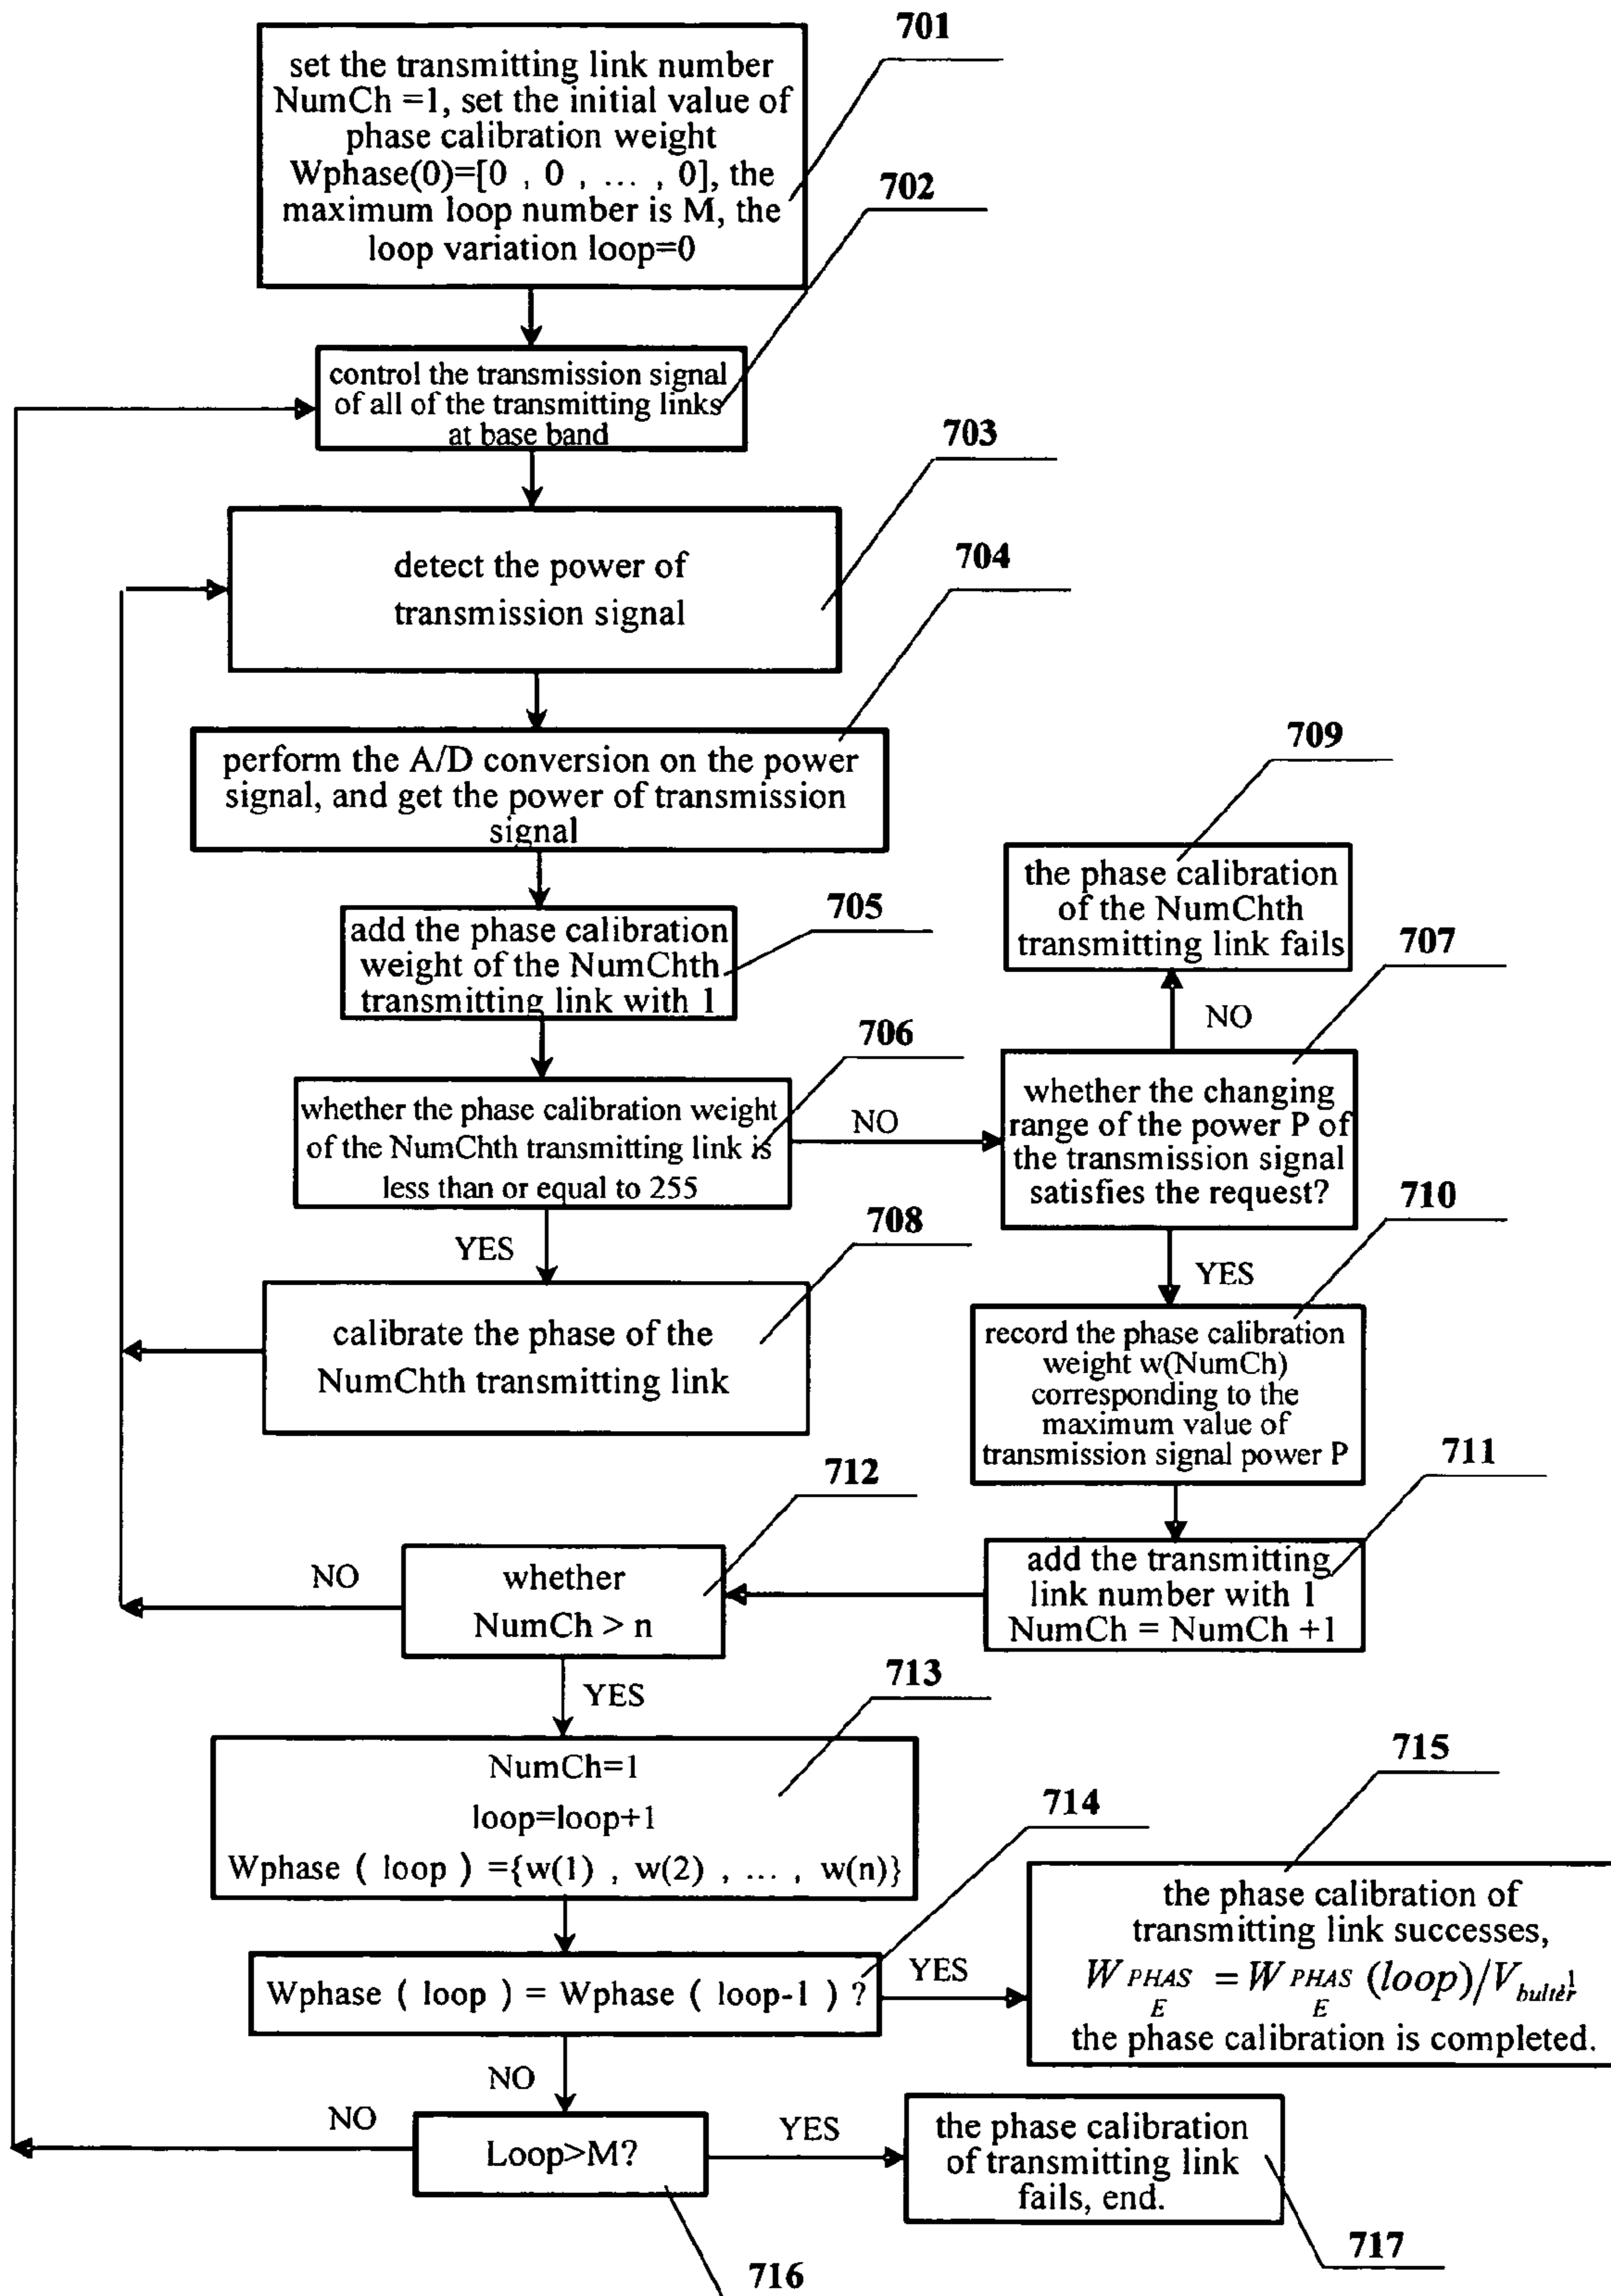 701
set the transmitting link number
NumCh =1, set the initial value of
phase calibration weight
Wphase(0)=[0 , 0 , ... , 0], the
maximum loop number is M, the
loop variation loop=0
702
control the transmission signal
of all of the transmitting links
at base band
703
detect the power of
transmission signal
704
perform the A/D conversion on the power
signal, and get the power of transmission
signal
705
add the phase calibration
weight of the NumChth
transmitting link with 1
706
whether the phase calibration weight
of the NumChth transmitting link is
less than or equal to 255
NO
YES
709
the phase calibration
of the NumChth
transmitting link fails
707
NO
whether the changing
range of the power P of
the transmission signal
satisfies the request?
YES
708
calibrate the phase of the
NumChth transmitting link
710
record the phase calibration
weight w(NumCh)
corresponding to the
maximum value of
transmission signal power P
711
add the transmitting
link number with 1
NumCh = NumCh +1
712
whether
NumCh > n
NO
YES
713
NumCh=1
loop=loop+1
Wphase ( loop ) ={w(1) , w(2) , ... , w(n)}
714
Wphase ( loop ) = Wphase ( loop-1 ) ?
YES
NO
715
the phase calibration of
transmitting link successes,
W PHAS E = W PHAS E (loop)/V
the phase calibration is completed.
716
Loop>M?
NO
YES
717
the phase calibration
of transmitting link
fails, end.